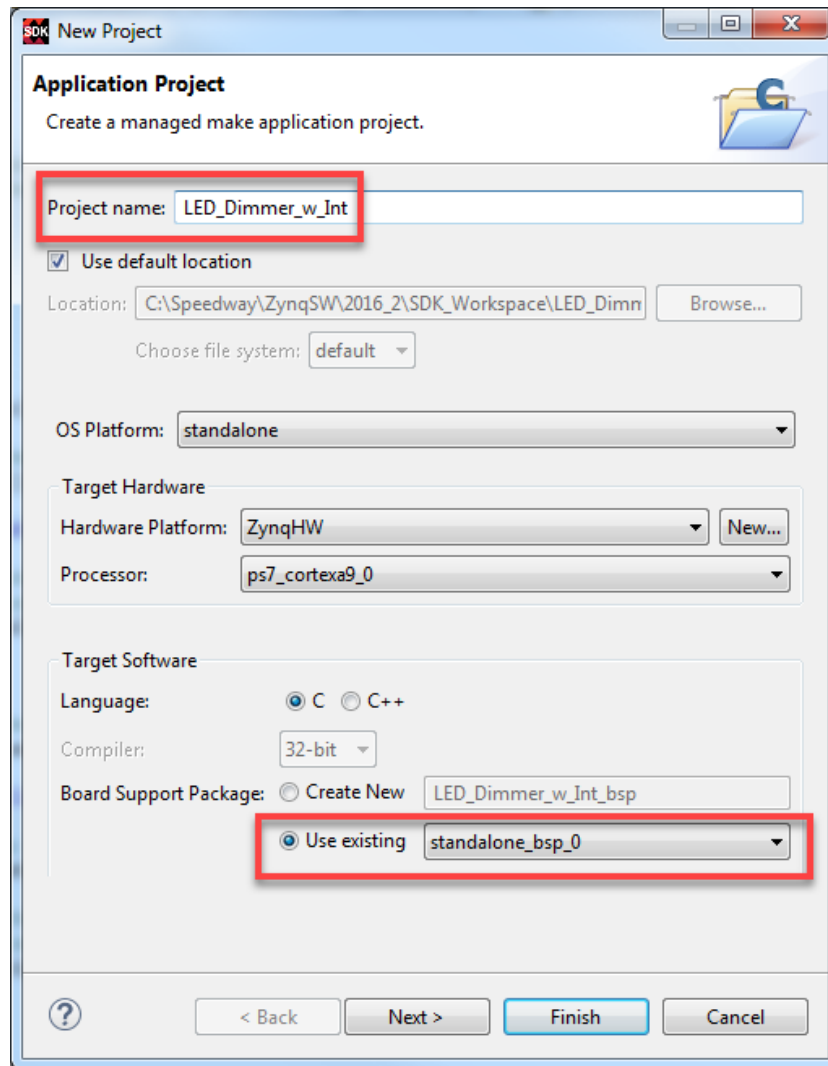 SDK New Project
Application Project
Create a managed make application project.
C
Project name: LED_Dimmer_w_Int
Use default location
Location: C:\Speedway\ZynqSW\2016_2\SDK_Workspace\LED_Dimm Browse...
Choose file system: default
OS Platform: standalone
Target Hardware
Hardware Platform: ZynqHW New...
Processor: ps7_cortexa9_0
Target Software
Language: C C++
Compiler: 32-bit
Board Support Package: Create New LED_Dimmer_w_Int_bsp
Use existing standalone_bsp_0
? < Back Next > Finish Cancel